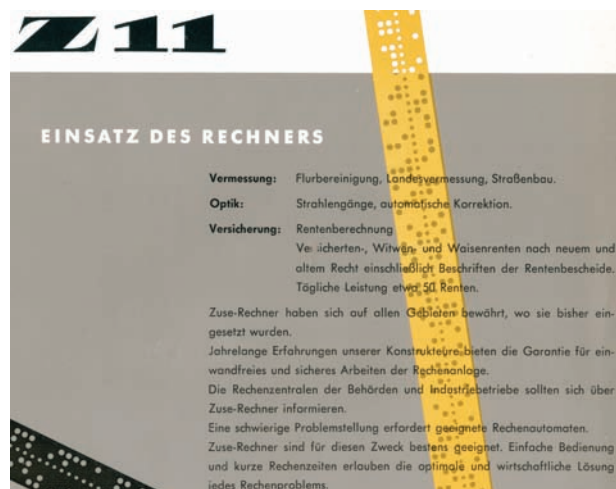 Z 11
EINSATZ DES RECHNERS
Vermessung: Flurbereinigung, Landesvermessung, Straßenbau.
Optik: Strahlengänge, automatische Korrektion.
Versicherung: Rentenberechnung
Versicherten-, Witwen- und Waisenrenten nach neuem und
altem Recht einschließlich Beschriften der Rentenbescheide.
Tägliche Leistung etwa 50 Renten.
Zuse-Rechner haben sich auf allen Gebieten bewährt, wo sie bisher ein-
gesetzt wurden.
Jahrelange Erfahrungen unserer Konstrukteure bieten die Garantie für ein-
wandfreies und sicheres Arbeiten der Rechenanlage.
Die Rechenzentralen der Behörden und Industriebetriebe sollten sich über
Zuse-Rechner informieren.
Eine schwierige Problemstellung erfordert geeignete Rechenautomaten.
Zuse-Rechner sind für diesen Zweck bestens geeignet. Einfache Bedienung
und kurze Rechenzeiten erlauben die optimale und wirtschaftliche Lösung
jedes Rechenproblems.